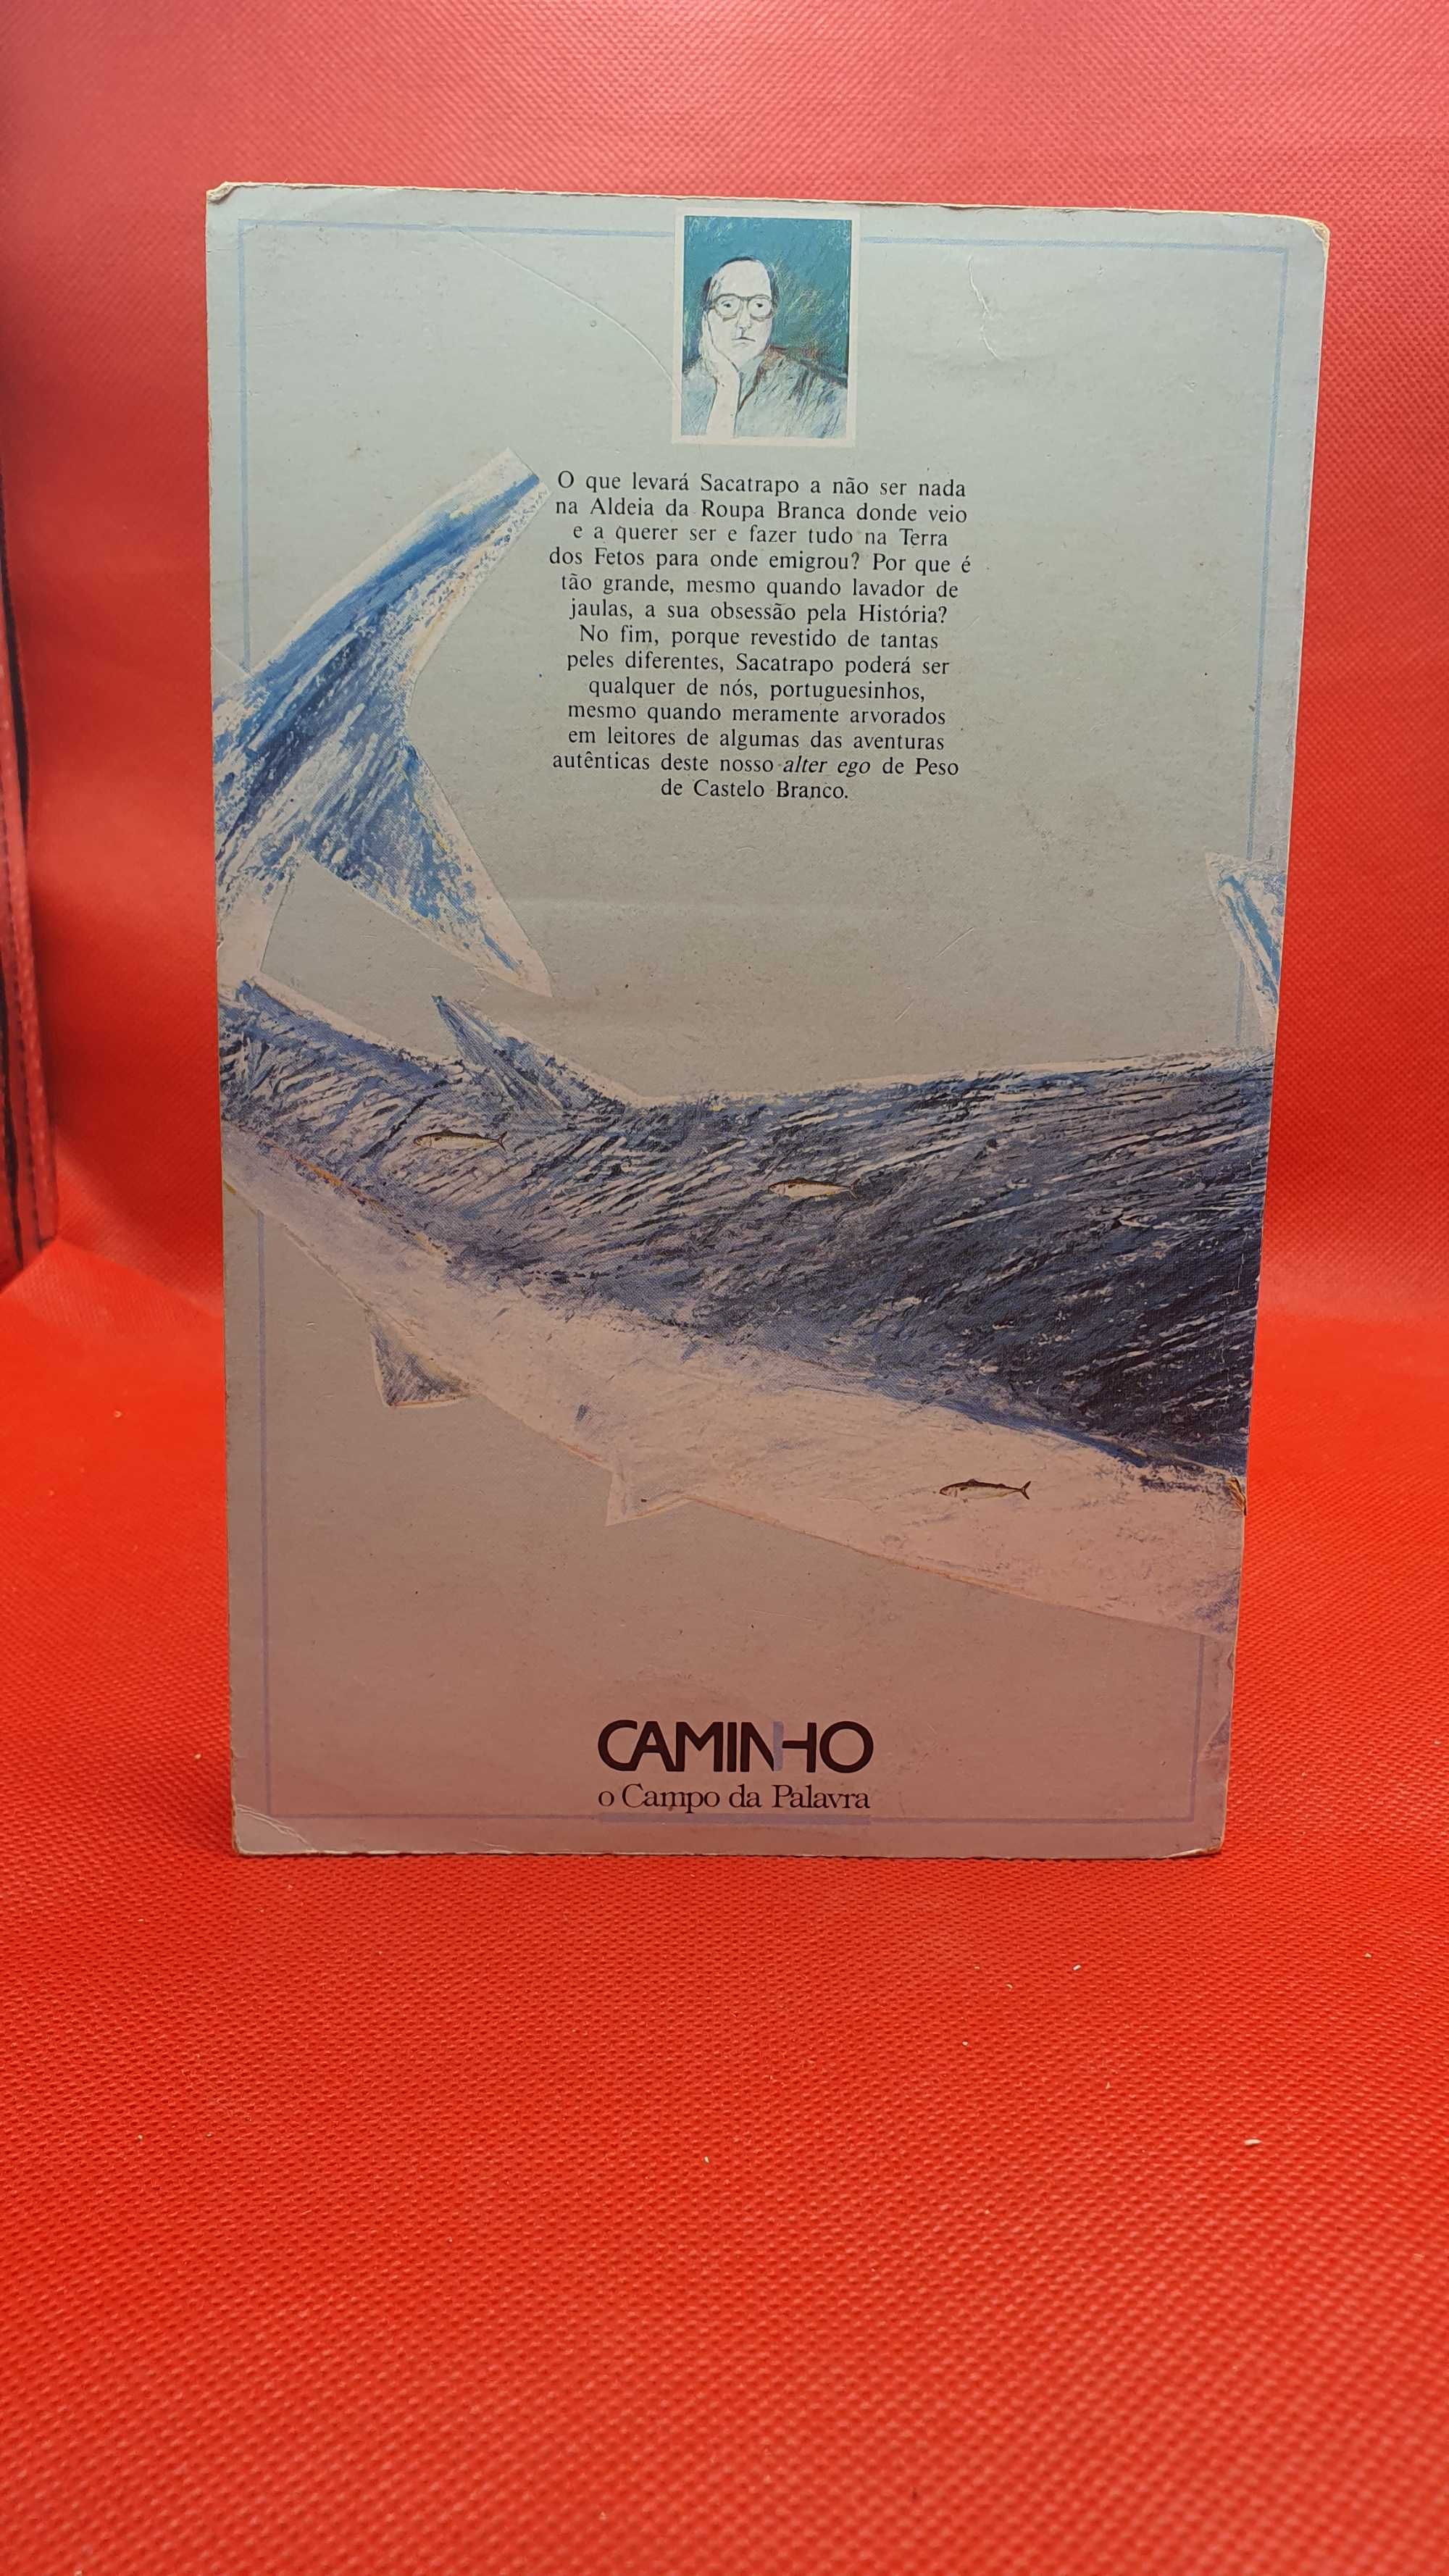 O que levará Sacatrapo a não ser nada
na Aldeia da Roupa Branca donde veio
e a querer ser e fazer tudo na Terra
dos Fetos para onde emigrou? Por que é
tão grande, mesmo quando lavador de
jaulas, a sua obsessão pela História?
No fim, porque revestido de tantas
peles diferentes, Sacatrapo poderá ser
qualquer de nós, portuguesinhos,
mesmo quando meramente arvorados
em leitores de algumas das aventuras
autênticas deste nosso alter ego de Peso
de Castelo Branco.
CAMINHO
o Campo da Palavra